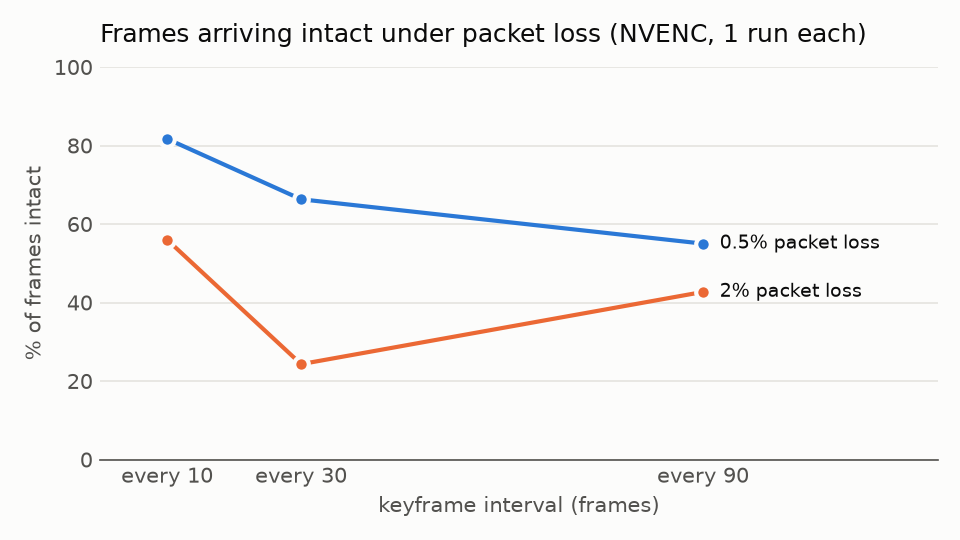 Frames arriving intact under packet loss (NVENC, 1 run each)
100
80
60
40
20
0
% of frames intact
0.5% packet loss
2% packet loss
every 10
every 30
every 90
keyframe interval (frames)